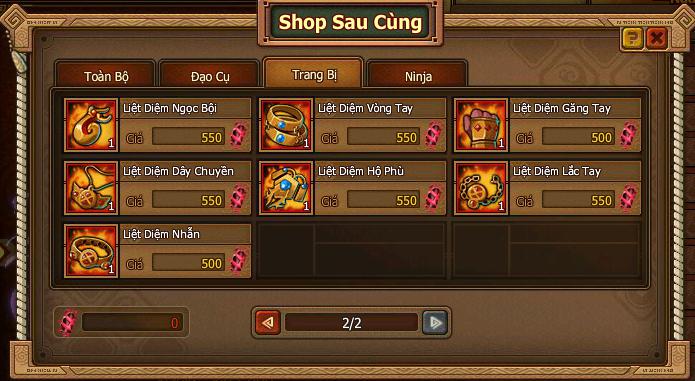 Shop Sau Cùng
?
Toàn Bộ
Đạo Cụ
Trang Bị
Ninja
Liệt Diệm Ngọc Bội
1
Giá 550
Liệt Diệm Vòng Tay
1
Giá 550
Liệt Diệm Găng Tay
1
Giá 500
Liệt Diệm Dây Chuyền
1
Giá 550
Liệt Diệm Hộ Phù
1
Giá 550
Liệt Diệm Lắc Tay
1
Giá 550
Liệt Diệm Nhẫn
1
Giá 500
0
2/2